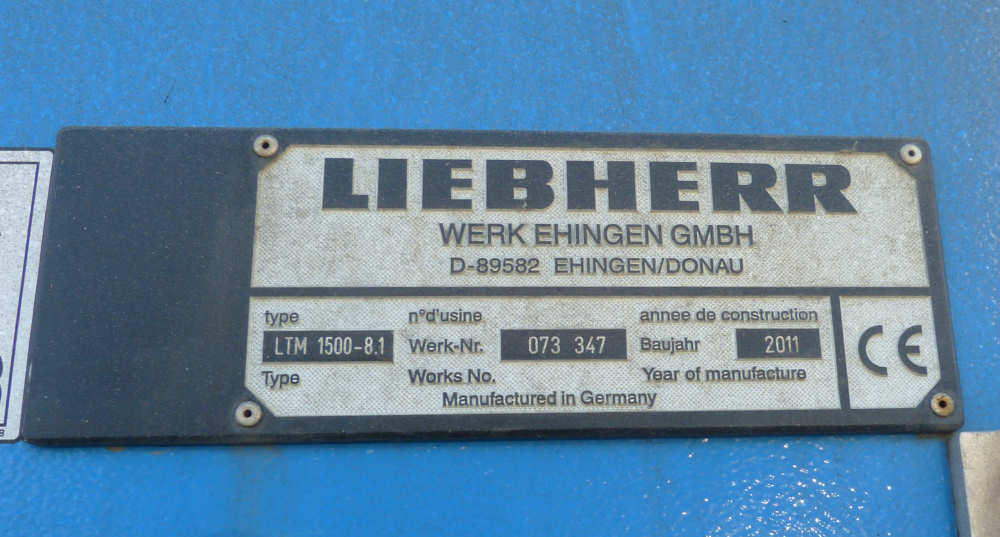 LIEBHERR
WERK EHINGEN GMBH
D-89582 EHINGEN/DONAU
type n°d'usine annee de construction
LTM 1500-8.1 Werk-Nr. 073 347 Baujahr 2011
Type Works No. Year of manufacture
Manufactured in Germany
CE